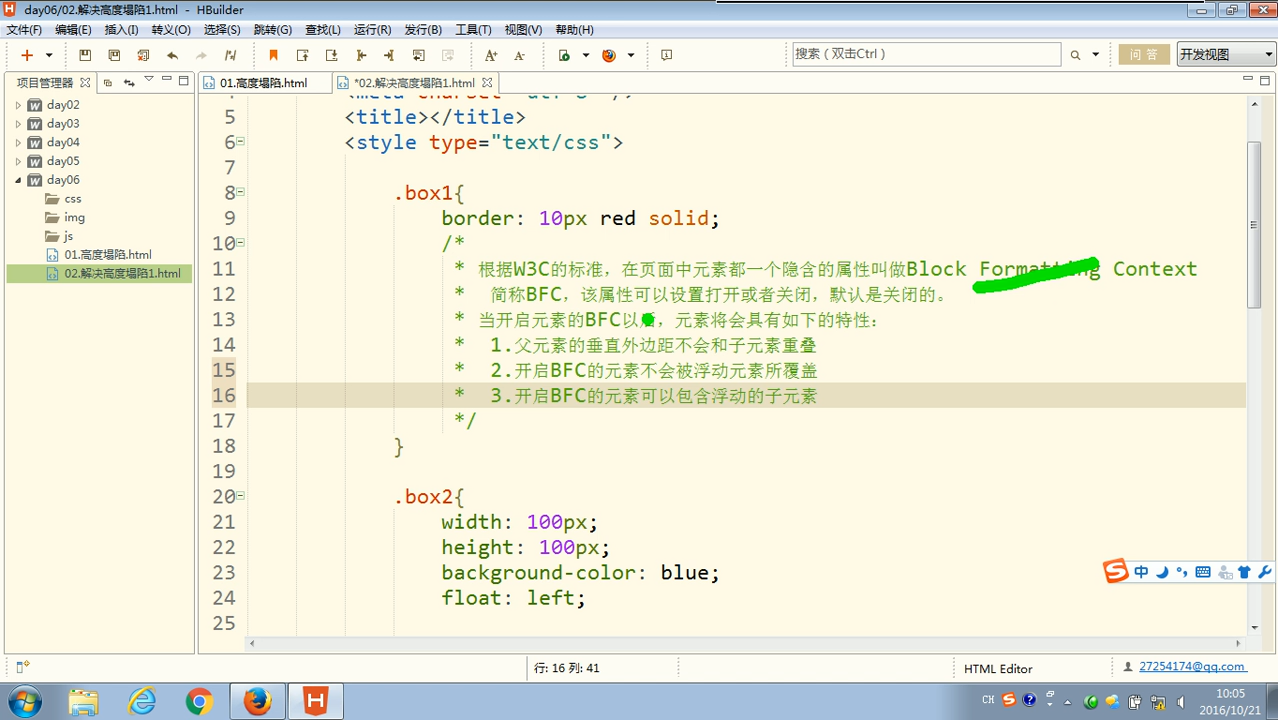 day06/02.解决高度塌陷1.html - HBuilder
文件(F) 编辑(E) 插入(I) 转义(O) 选择(S) 跳转(G) 查找(L) 运行(R) 发行(B) 工具(T) 视图(V) 帮助(H)
搜索（双击Ctrl） 问 答 开发视图
项目管理器 01.高度塌陷.html *02.解决高度塌陷1.html
day02
day03
day04
day05
day06
css
img
js
01.高度塌陷.html
02.解决高度塌陷1.html
5 <title></title>
6 <style type="text/css">
7
8 .box1{
9 border: 10px red solid;
10 /*
11 * 根据W3C的标准，在页面中元素都一个隐含的属性叫做Block Formatting Context
12 * 简称BFC，该属性可以设置打开或者关闭，默认是关闭的。
13 * 当开启元素的BFC以后，元素将会具有如下的特性：
14 * 1.父元素的垂直外边距不会和子元素重叠
15 * 2.开启BFC的元素不会被浮动元素所覆盖
16 * 3.开启BFC的元素可以包含浮动的子元素
17 */
18 }
19
20 .box2{
21 width: 100px;
22 height: 100px;
23 background-color: blue;
24 float: left;
25
中
行: 16 列: 41 HTML Editor 27254174@qq.com
CH 10:05
2016/10/21